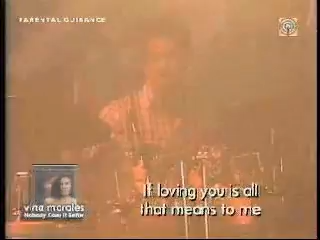 PARENTAL GUIDANCE
If loving you is all
that means to me
vina morales
Nobody Does It Better